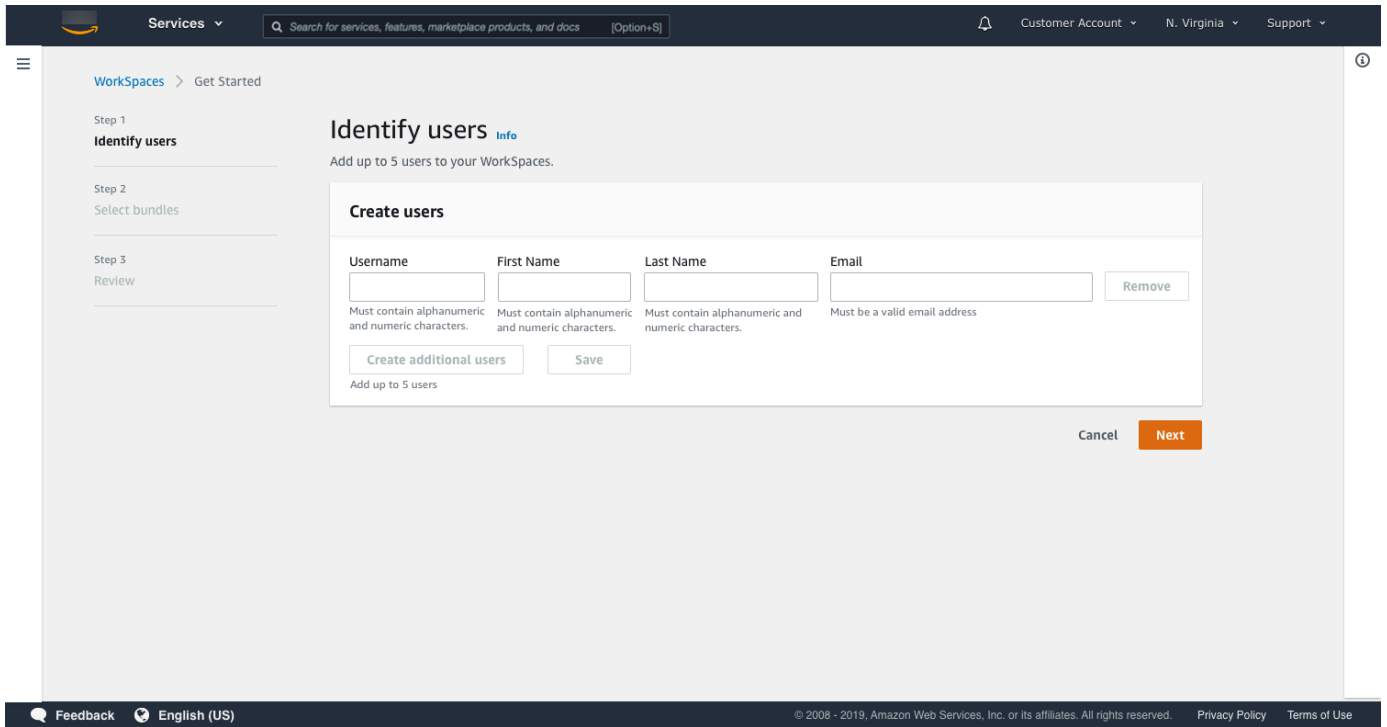 Services
Search for services, features, marketplace products, and docs [Option+S]
Customer Account
N. Virginia
Support
WorkSpaces > Get Started
Step 1
Identify users
Step 2
Select bundles
Step 3
Review
Identify users Info
Add up to 5 users to your WorkSpaces.
Create users
Username
First Name
Last Name
Email
Remove
Must contain alphanumeric
and numeric characters.
Must contain alphanumeric
and numeric characters.
Must contain alphanumeric and
numeric characters.
Must be a valid email address
Create additional users
Save
Add up to 5 users
Cancel
Next
Feedback
English (US)
© 2008 - 2019, Amazon Web Services, Inc. or its affiliates. All rights reserved.
Privacy Policy
Terms of Use